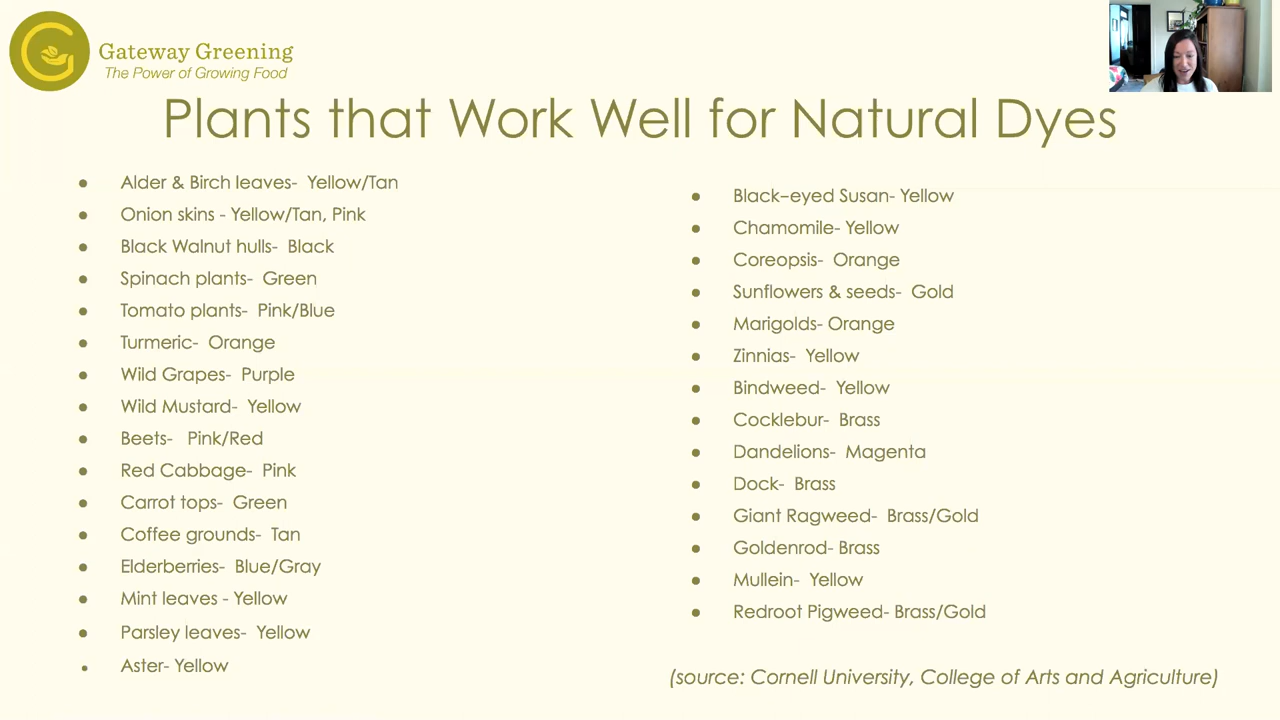 Gateway Greening
The Power of Growing Food
Plants that Work Well for Natural Dyes
● Alder & Birch leaves- Yellow/Tan
● Onion skins - Yellow/Tan, Pink
● Black Walnut hulls- Black
● Spinach plants- Green
● Tomato plants- Pink/Blue
● Turmeric- Orange
● Wild Grapes- Purple
● Wild Mustard- Yellow
● Beets- Pink/Red
● Red Cabbage- Pink
● Carrot tops- Green
● Coffee grounds- Tan
● Elderberries- Blue/Gray
● Mint leaves - Yellow
● Parsley leaves- Yellow
● Aster- Yellow
● Black-eyed Susan- Yellow
● Chamomile- Yellow
● Coreopsis- Orange
● Sunflowers & seeds- Gold
● Marigolds- Orange
● Zinnias- Yellow
● Bindweed- Yellow
● Cocklebur- Brass
● Dandelions- Magenta
● Dock- Brass
● Giant Ragweed- Brass/Gold
● Goldenrod- Brass
● Mullein- Yellow
● Redroot Pigweed- Brass/Gold
(source: Cornell University, College of Arts and Agriculture)